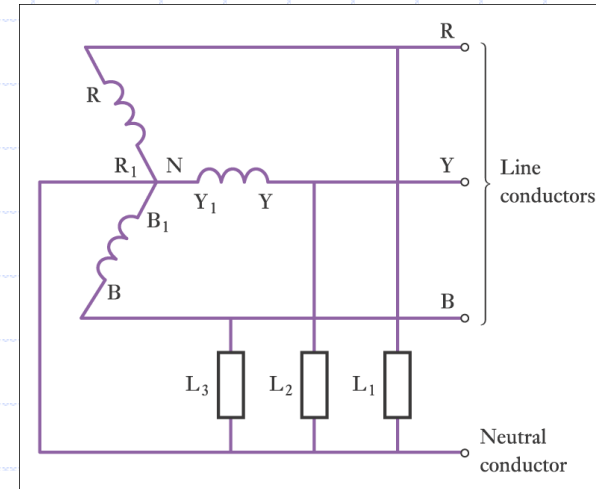 R
R
R₁ N
Y
Line
conductors
Y₁ Y
B₁
B
B
L₃ L₂ L₁
Neutral
conductor